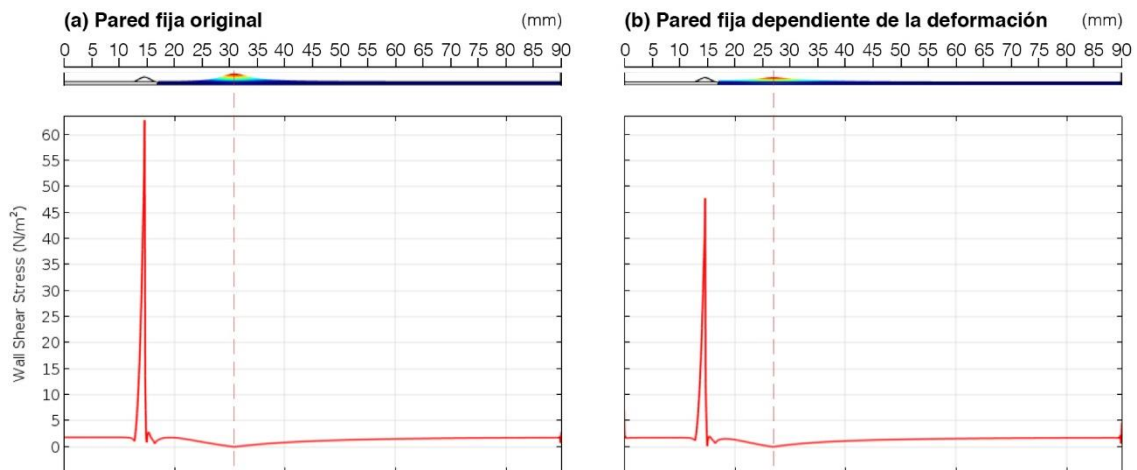 (a) Pared fija original (mm)
0 5 10 15 20 25 30 35 40 45 50 55 60 65 70 75 80 85 90
60
55
50
45
40
35
30
25
20
15
10
5
0
Wall Shear Stress (N/m²)
(b) Pared fija dependiente de la deformación (mm)
0 5 10 15 20 25 30 35 40 45 50 55 60 65 70 75 80 85 90